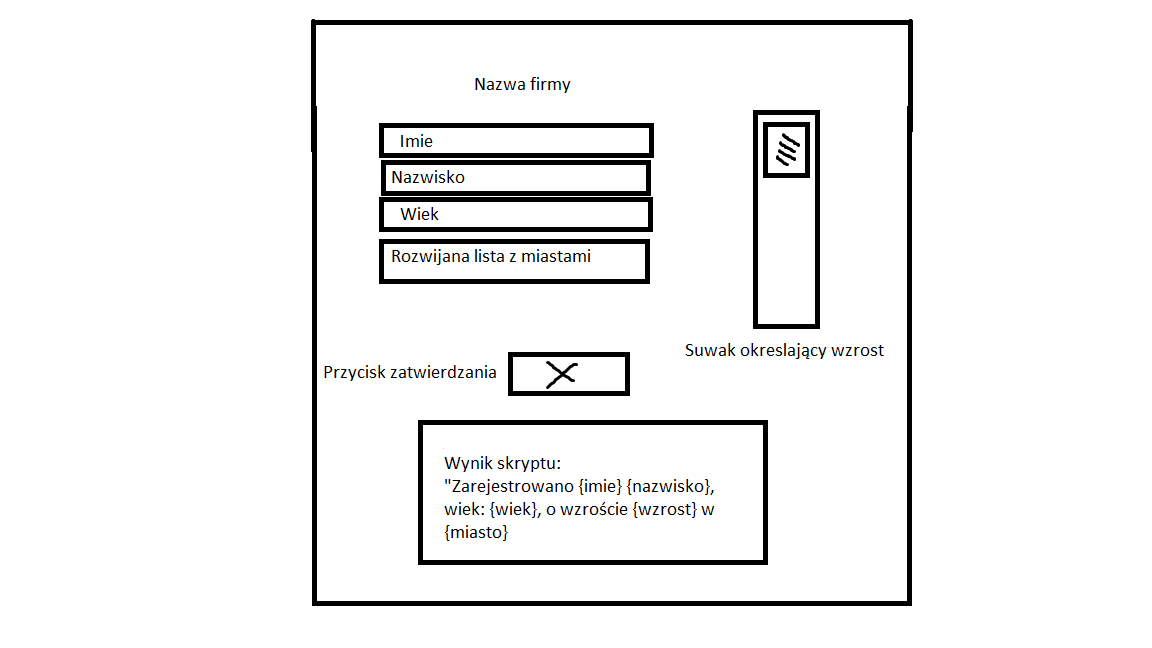 Nazwa firmy
Imie
Nazwisko
Wiek
Rozwijana lista z miastami
Suwak okreslający wzrost
Przycisk zatwierdzania
Wynik skryptu:
"Zarejestrowano {imie} {nazwisko},
wiek: {wiek}, o wzroście {wzrost} w
{miasto}